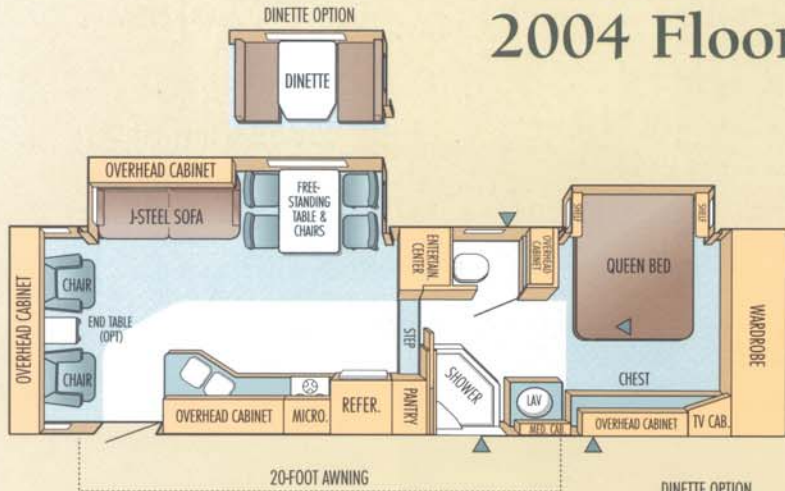 DINETTE OPTION
2004 Floor
DINETTE
OVERHEAD CABINET
J-STEEL SOFA
FREE-
STANDING
TABLE &
CHAIRS
OVERHEAD CABINET
CHAIR
END TABLE
(OPT)
CHAIR
ENTERTAIN.
CENTER
OVERHEAD
CABINET
SHELF
SHELF
QUEEN BED
WARDROBE
STEP
SHOWER
LAV
CHEST
OVERHEAD CABINET
MICRO.
REFER.
PANTRY
MED. CAB.
OVERHEAD CABINET
TV CAB.
20-FOOT AWNING
DINETTE OPTION